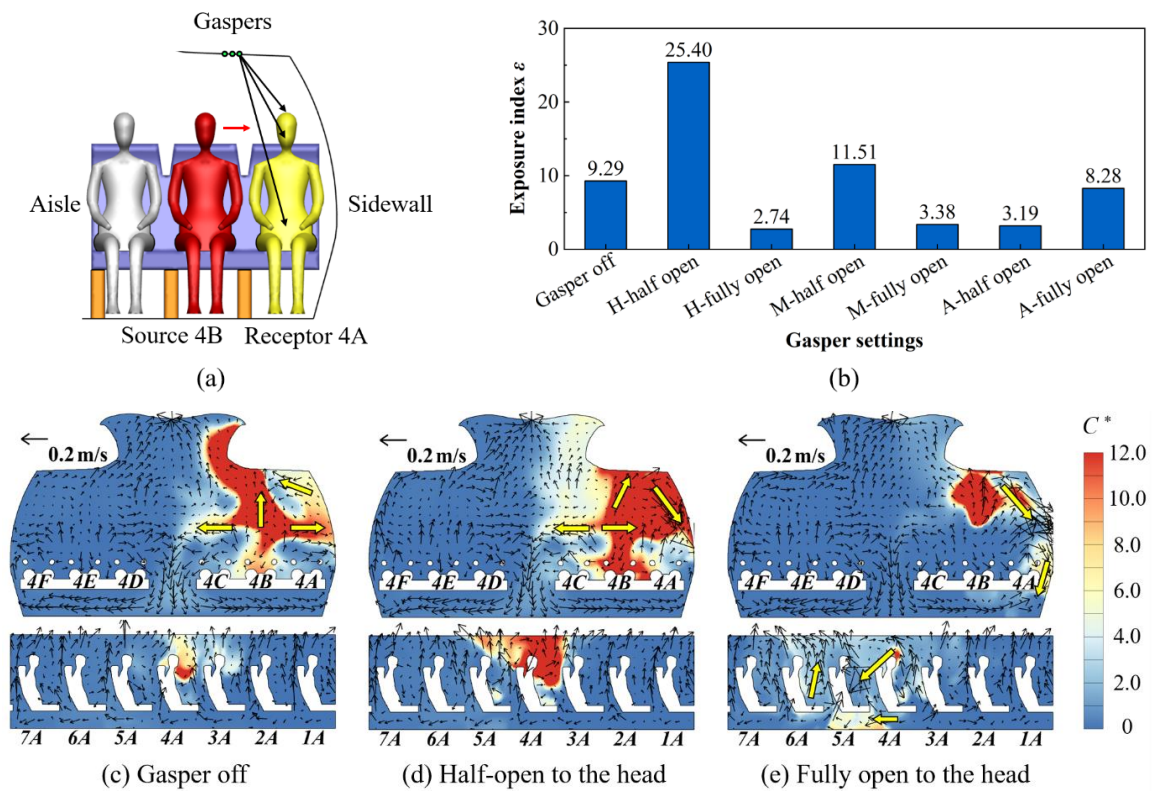 Gaspers
Aisle
Sidewall
Source 4B
Receptor 4A
(a)
Exposure index ε
30
20
10
0
9.29
25.40
2.74
11.51
3.38
3.19
8.28
Gasper off
H-half open
H-fully open
M-half open
M-fully open
A-half open
A-fully open
Gasper settings
(b)
0.2 m/s
4F 4E 4D 4C 4B 4A
7A 6A 5A 4A 3A 2A 1A
(c) Gasper off
0.2 m/s
4F 4E 4D 4C 4B 4A
7A 6A 5A 4A 3A 2A 1A
(d) Half-open to the head
0.2 m/s
4F 4E 4D 4C 4B 4A
7A 6A 5A 4A 3A 2A 1A
(e) Fully open to the head
C*
12.0
10.0
8.0
6.0
4.0
2.0
0